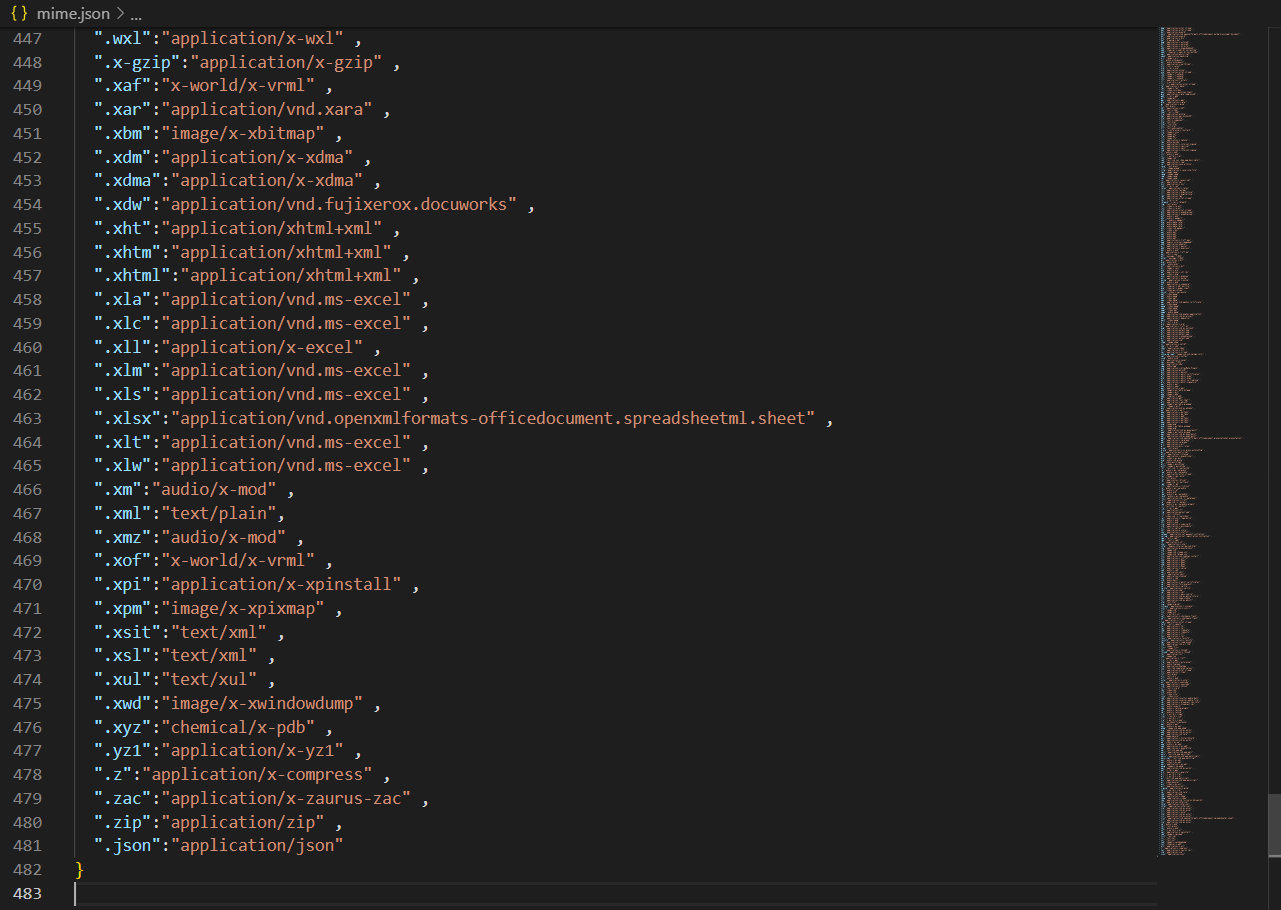 {} mime.json > ...
447 ".wxl":"application/x-wxl" ,
448 ".x-gzip":"application/x-gzip" ,
449 ".xaf":"x-world/x-vrml" ,
450 ".xar":"application/vnd.xara" ,
451 ".xbm":"image/x-xbitmap" ,
452 ".xdm":"application/x-xdma" ,
453 ".xdma":"application/x-xdma" ,
454 ".xdw":"application/vnd.fujixerox.docuworks" ,
455 ".xht":"application/xhtml+xml" ,
456 ".xhtm":"application/xhtml+xml" ,
457 ".xhtml":"application/xhtml+xml" ,
458 ".xla":"application/vnd.ms-excel" ,
459 ".xlc":"application/vnd.ms-excel" ,
460 ".xll":"application/x-excel" ,
461 ".xlm":"application/vnd.ms-excel" ,
462 ".xls":"application/vnd.ms-excel" ,
463 ".xlsx":"application/vnd.openxmlformats-officedocument.spreadsheetml.sheet" ,
464 ".xlt":"application/vnd.ms-excel" ,
465 ".xlw":"application/vnd.ms-excel" ,
466 ".xm":"audio/x-mod" ,
467 ".xml":"text/plain",
468 ".xmz":"audio/x-mod" ,
469 ".xof":"x-world/x-vrml" ,
470 ".xpi":"application/x-xpinstall" ,
471 ".xpm":"image/x-xpixmap" ,
472 ".xsit":"text/xml" ,
473 ".xsl":"text/xml" ,
474 ".xul":"text/xul" ,
475 ".xwd":"image/x-xwindowdump" ,
476 ".xyz":"chemical/x-pdb" ,
477 ".yz1":"application/x-yz1" ,
478 ".z":"application/x-compress" ,
479 ".zac":"application/x-zaurus-zac" ,
480 ".zip":"application/zip" ,
481 ".json":"application/json"
482 }
483